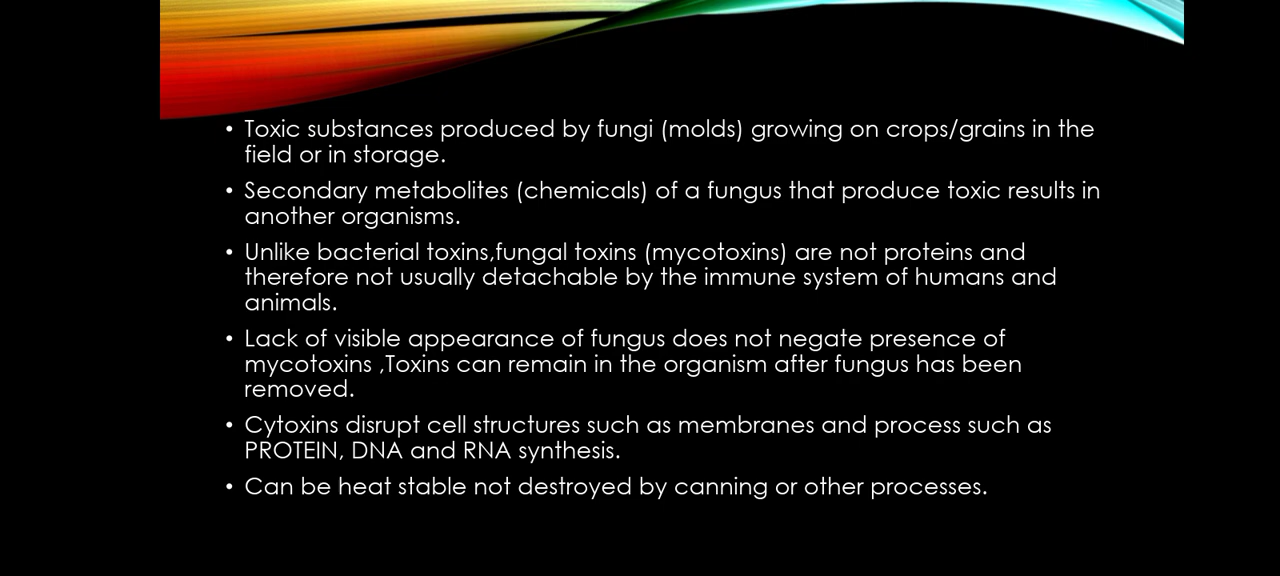 • Toxic substances produced by fungi (molds) growing on crops/grains in the
field or in storage.
• Secondary metabolites (chemicals) of a fungus that produce toxic results in
another organisms.
• Unlike bacterial toxins,fungal toxins (mycotoxins) are not proteins and
therefore not usually detachable by the immune system of humans and
animals.
• Lack of visible appearance of fungus does not negate presence of
mycotoxins ,Toxins can remain in the organism after fungus has been
removed.
• Cytoxins disrupt cell structures such as membranes and process such as
PROTEIN, DNA and RNA synthesis.
• Can be heat stable not destroyed by canning or other processes.